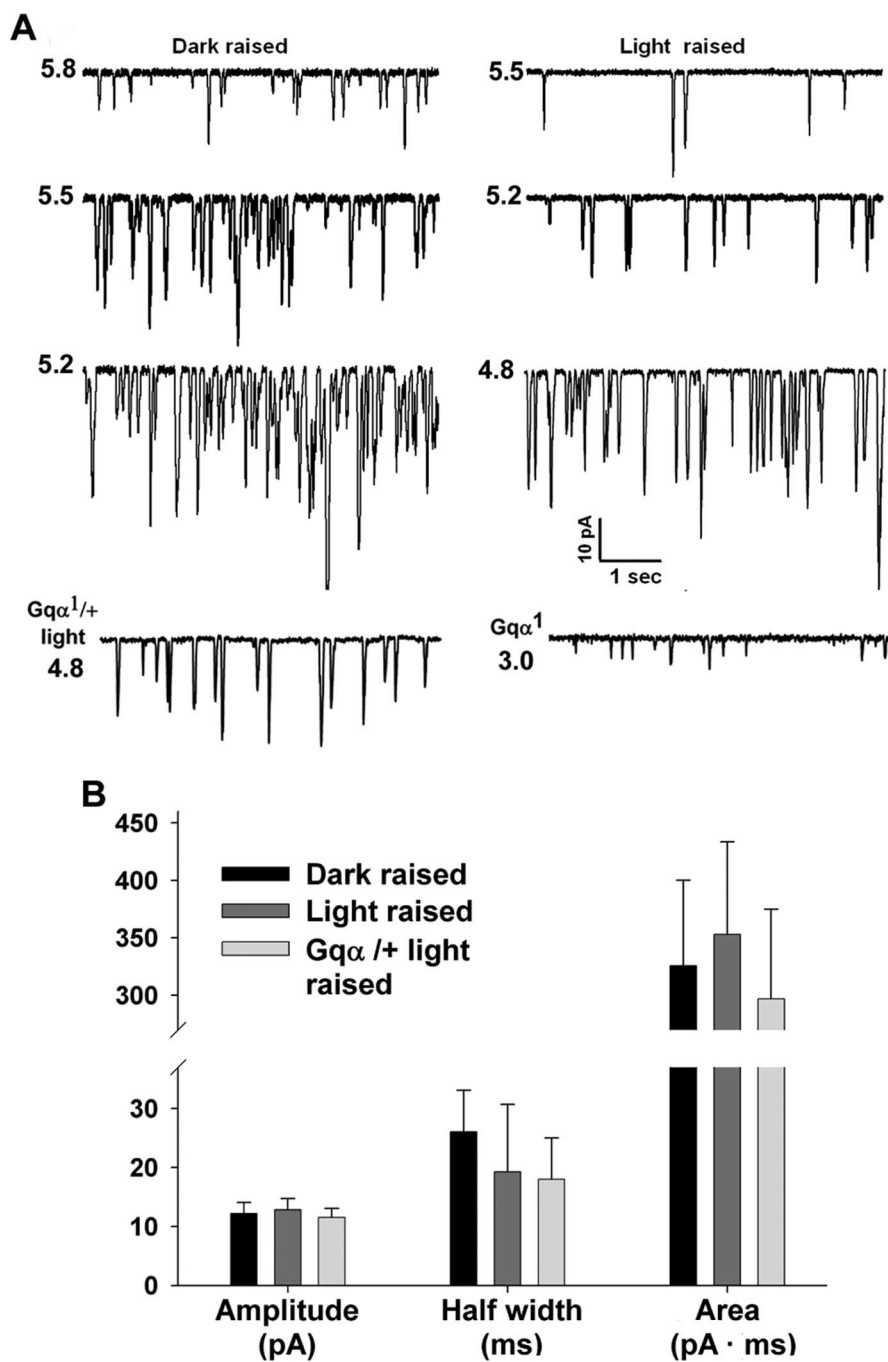 A
Dark raised
Light raised
5.8
5.5
5.5
5.2
5.2
4.8
10 pA
1 sec
Gqα¹/+
light
4.8
Gqα¹
3.0
B
450
400
350
300
30
20
10
0
Dark raised
Light raised
Gqα /+ light
raised
Amplitude
(pA)
Half width
(ms)
Area
(pA · ms)